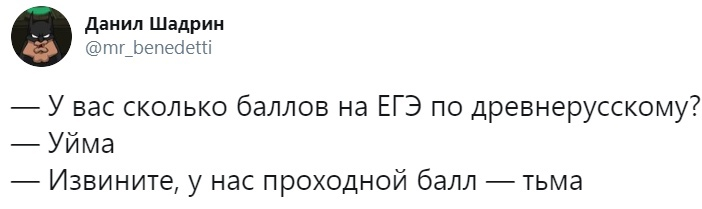 Данил Шадрин
@mr_benedetti
— У вас сколько баллов на ЕГЭ по древнерусскому?
— Уйма
— Извините, у нас проходной балл — тьма